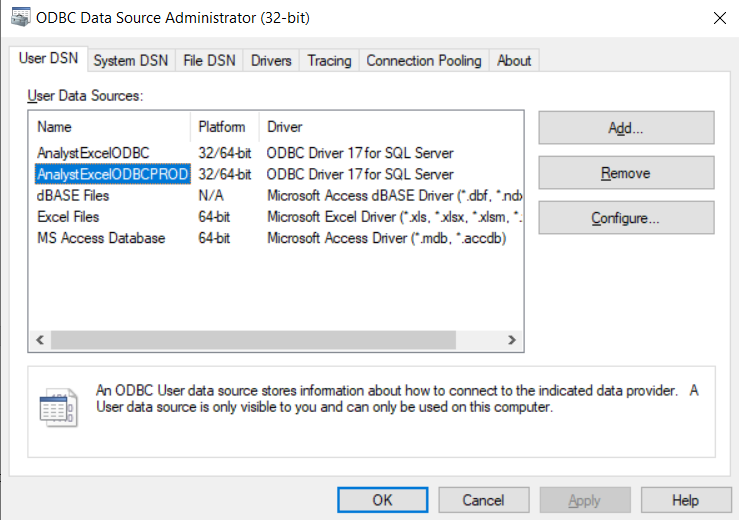 ODBC Data Source Administrator (32-bit)
User DSN System DSN File DSN Drivers Tracing Connection Pooling About
User Data Sources:
Name Platform Driver
AnalystExcelODBC 32/64-bit ODBC Driver 17 for SQL Server
AnalystExcelODBCPROD 32/64-bit ODBC Driver 17 for SQL Server
dBASE Files N/A Microsoft Access dBASE Driver (*.dbf, *.ndx
Excel Files 64-bit Microsoft Excel Driver (*.xls, *.xlsx, *.xlsm, *.
MS Access Database 64-bit Microsoft Access Driver (*.mdb, *.accdb)
Add...
Remove
Configure...
An ODBC User data source stores information about how to connect to the indicated data provider. A
User data source is only visible to you and can only be used on this computer.
OK Cancel Apply Help